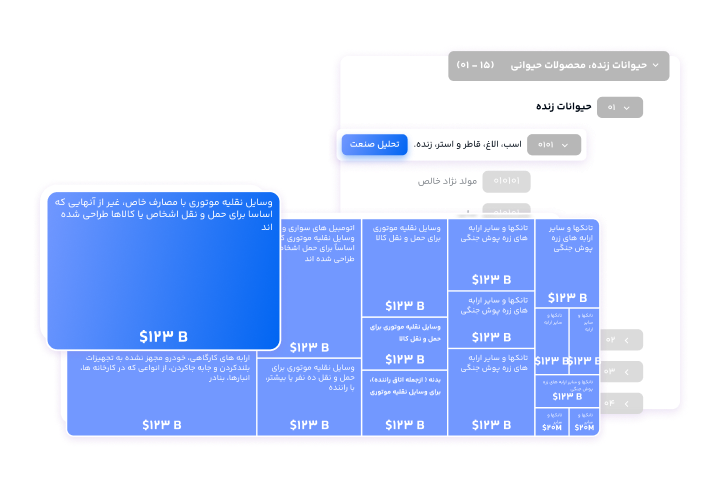 حیوانات زنده، محصولات حیوانی (۱۵ - ۰۱)
۰۱ حیوانات زنده
۰۱۰۱ اسب، الاغ، قاطر و استر، زنده. تحلیل صنعت
۰۱۰۱۰۱ مولد نژاد خالص
۰۲
۰۳
۰۴
وسایل نقلیه موتوری با مصارف خاص، غیر از آنهایی که
اساسا برای حمل و نقل اشخاص یا کالاها طراحی شده
اند
$۱۲۳ B
اتومبیل های سواری و
وسایل نقلیه موتوری
اساساً برای حمل اشخاص
طراحی شده اند
$۱۲۳ B
وسایل نقلیه موتوری
برای حمل و نقل کالا
$۱۲۳ B
تانکها و سایر ارابه
های زره پوش جنگی
$۱۲۳ B
تانکها و سایر
ارابه های زره
پوش جنگی
$۱۲۳ B
وسایل نقلیه موتوری برای
حمل و نقل کالا
$۱۲۳ B
تانکها و سایر ارابه
های زره پوش جنگی
$۱۲۳ B
تانکها و
سایر ارابه
$۱۲۳ B
تانکها و
سایر
ارابه
$۱۲۳ B
ارابه های کارگاهی، خودرو مجهز نشده به تجهیزات
بلندکردن و جابه جاکردن، از انواعی که در کارخانه ها،
انبارها، بنادر
$۱۲۳ B
وسایل نقلیه موتوری برای
حمل و نقل ده نفر یا بیشتر،
با راننده
$۱۲۳ B
بدنه ( ازجمله اتاق راننده)،
برای وسایل نقلیه موتوری
$۱۲۳ B
تانکها و سایر ارابه
های زره پوش جنگی
$۱۲۳ B
تانکها و سایر ارابه های زره
پوش جنگی
$۱۲۳ B
تانکها و
سایر
$۲۰M
تانکها و
سایر
$۲۰M